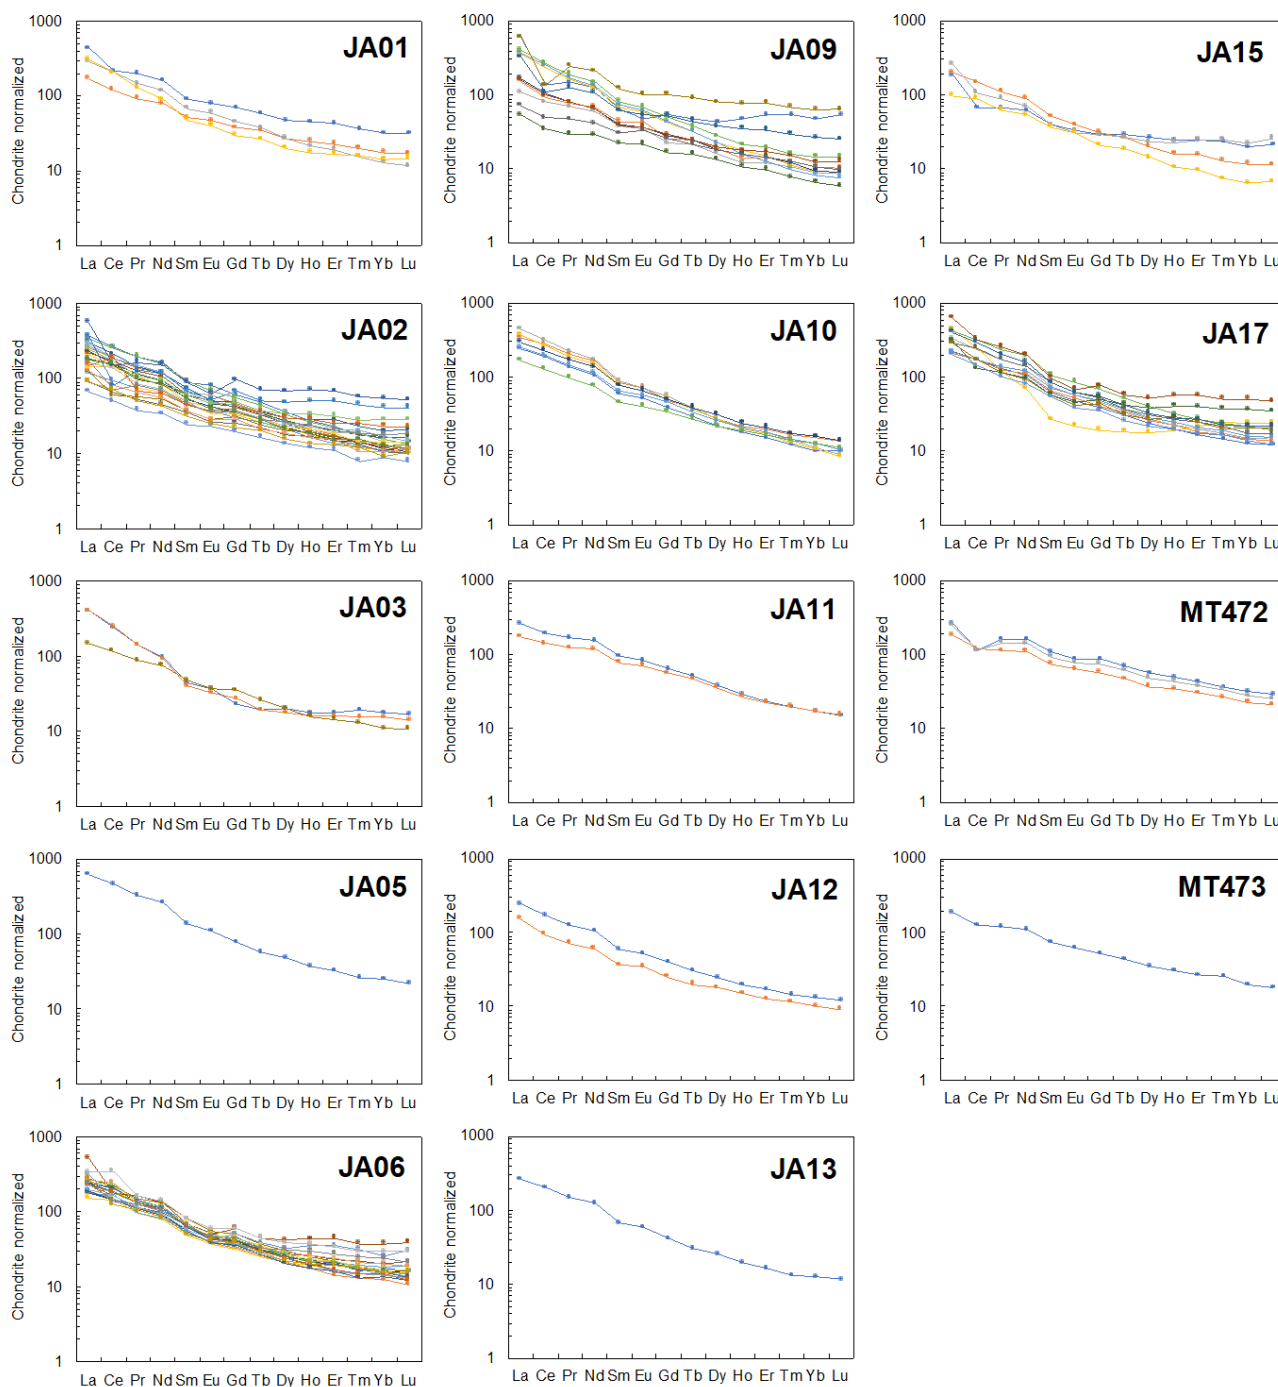 1000
100
10
1
Chondrite normalized
JA01
La Ce Pr Nd Sm Eu Gd Tb Dy Ho Er Tm Yb Lu
1000
100
10
1
Chondrite normalized
JA09
La Ce Pr Nd Sm Eu Gd Tb Dy Ho Er Tm Yb Lu
1000
100
10
1
Chondrite normalized
JA15
La Ce Pr Nd Sm Eu Gd Tb Dy Ho Er Tm Yb Lu
1000
100
10
1
Chondrite normalized
JA02
La Ce Pr Nd Sm Eu Gd Tb Dy Ho Er Tm Yb Lu
1000
100
10
1
Chondrite normalized
JA10
La Ce Pr Nd Sm Eu Gd Tb Dy Ho Er Tm Yb Lu
1000
100
10
1
Chondrite normalized
JA17
La Ce Pr Nd Sm Eu Gd Tb Dy Ho Er Tm Yb Lu
1000
100
10
1
Chondrite normalized
JA03
La Ce Pr Nd Sm Eu Gd Tb Dy Ho Er Tm Yb Lu
1000
100
10
1
Chondrite normalized
JA11
La Ce Pr Nd Sm Eu Gd Tb Dy Ho Er Tm Yb Lu
1000
100
10
1
Chondrite normalized
MT472
La Ce Pr Nd Sm Eu Gd Tb Dy Ho Er Tm Yb Lu
1000
100
10
1
Chondrite normalized
JA05
La Ce Pr Nd Sm Eu Gd Tb Dy Ho Er Tm Yb Lu
1000
100
10
1
Chondrite normalized
JA12
La Ce Pr Nd Sm Eu Gd Tb Dy Ho Er Tm Yb Lu
1000
100
10
1
Chondrite normalized
MT473
La Ce Pr Nd Sm Eu Gd Tb Dy Ho Er Tm Yb Lu
1000
100
10
1
Chondrite normalized
JA06
La Ce Pr Nd Sm Eu Gd Tb Dy Ho Er Tm Yb Lu
1000
100
10
1
Chondrite normalized
JA13
La Ce Pr Nd Sm Eu Gd Tb Dy Ho Er Tm Yb Lu